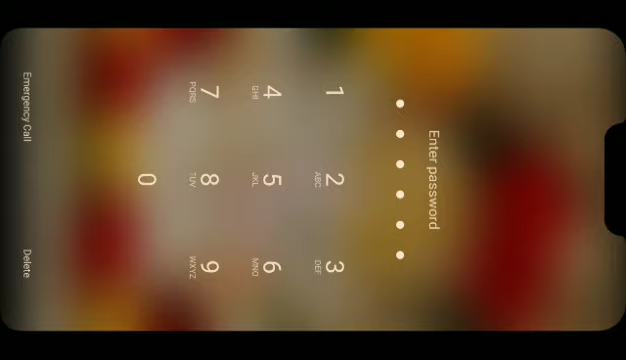 Enter password
1
2 ABC
3 DEF
4 GHI
5 JKL
6 MNO
7 PQRS
8 TUV
9 WXYZ
0
Emergency Call
Delete